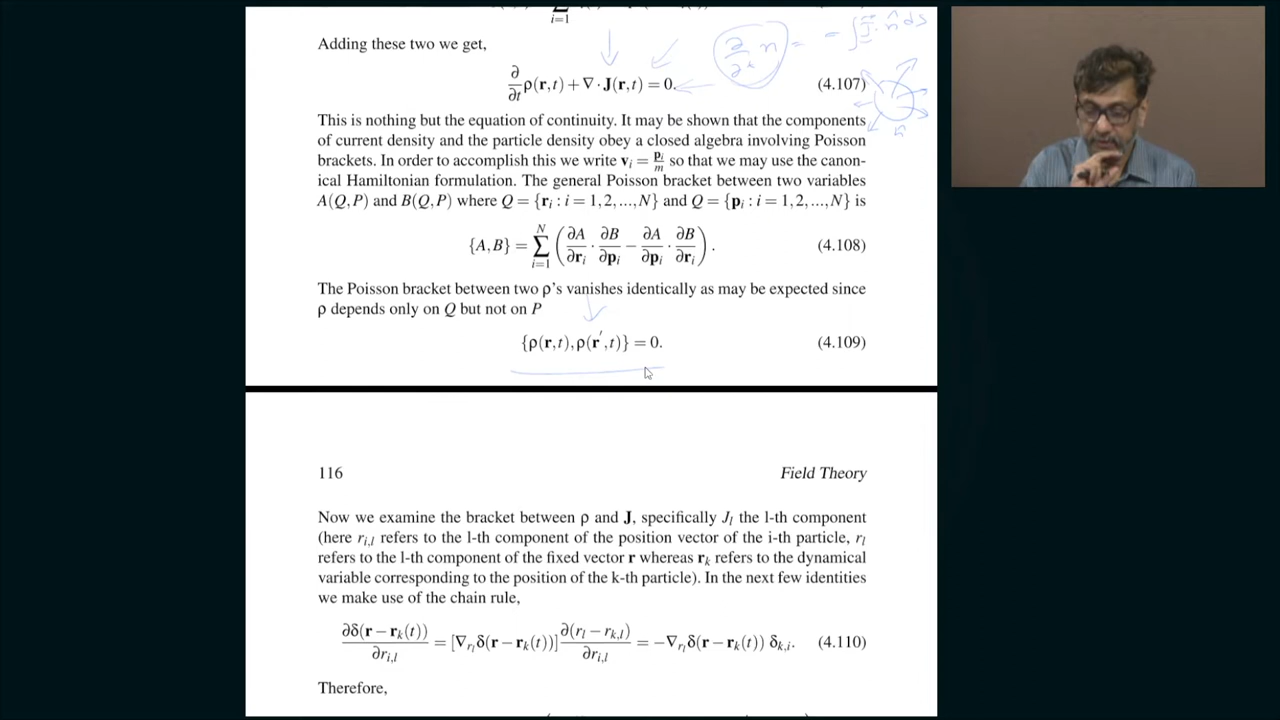 i=1
Adding these two we get,
∂/∂t ρ(r,t) + ∇ · J(r,t) = 0. (4.107)
This is nothing but the equation of continuity. It may be shown that the components
of current density and the particle density obey a closed algebra involving Poisson
brackets. In order to accomplish this we write v_i = p_i/m so that we may use the canon-
ical Hamiltonian formulation. The general Poisson bracket between two variables
A(Q,P) and B(Q,P) where Q = {r_i : i = 1,2,...,N} and Q = {p_i : i = 1,2,...,N} is
{A,B} = ∑_{i=1}^{N} (∂A/∂r_i · ∂B/∂p_i − ∂A/∂p_i · ∂B/∂r_i). (4.108)
The Poisson bracket between two ρ's vanishes identically as may be expected since
ρ depends only on Q but not on P
{ρ(r,t),ρ(r′,t)} = 0. (4.109)
116 Field Theory
Now we examine the bracket between ρ and J, specifically J_l the l-th component
(here r_{i,l} refers to the l-th component of the position vector of the i-th particle, r_l
refers to the l-th component of the fixed vector r whereas r_k refers to the dynamical
variable corresponding to the position of the k-th particle). In the next few identities
we make use of the chain rule,
∂δ(r − r_k(t))/∂r_{i,l} = [∇_{r_l}δ(r − r_k(t))] ∂(r_l − r_{k,l})/∂r_{i,l} = −∇_{r_l}δ(r − r_k(t)) δ_{k,i}. (4.110)
Therefore,